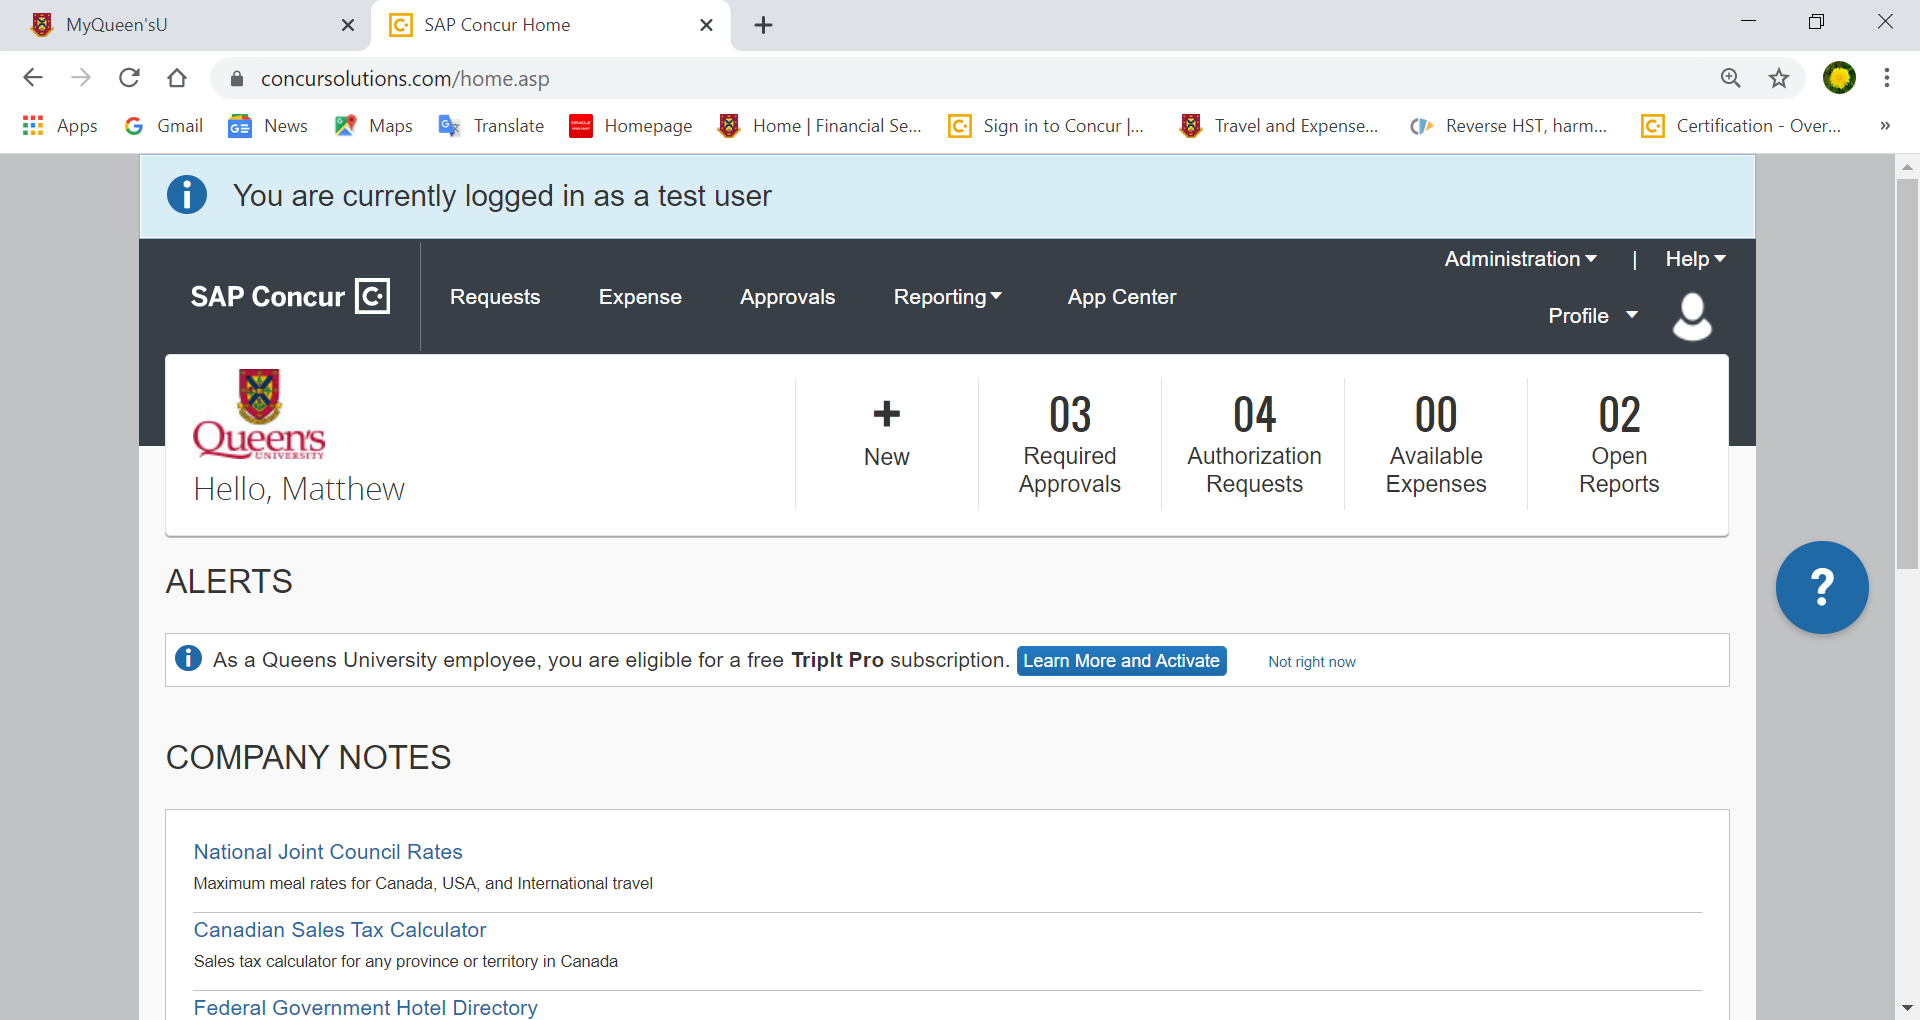 MyQueen'sU
SAP Concur Home
concursolutions.com/home.asp
Apps
Gmail
News
Maps
Translate
Homepage
Home | Financial Se...
Sign in to Concur |...
Travel and Expense...
Reverse HST, harm...
Certification - Over...
»
You are currently logged in as a test user
Administration | Help
SAP Concur C.
Requests
Expense
Approvals
Reporting
App Center
Profile
Queen's
UNIVERSITY
Hello, Matthew
+
New
03
Required
Approvals
04
Authorization
Requests
00
Available
Expenses
02
Open
Reports
?
ALERTS
As a Queens University employee, you are eligible for a free TripIt Pro subscription. Learn More and Activate Not right now
COMPANY NOTES
National Joint Council Rates
Maximum meal rates for Canada, USA, and International travel
Canadian Sales Tax Calculator
Sales tax calculator for any province or territory in Canada
Federal Government Hotel Directory